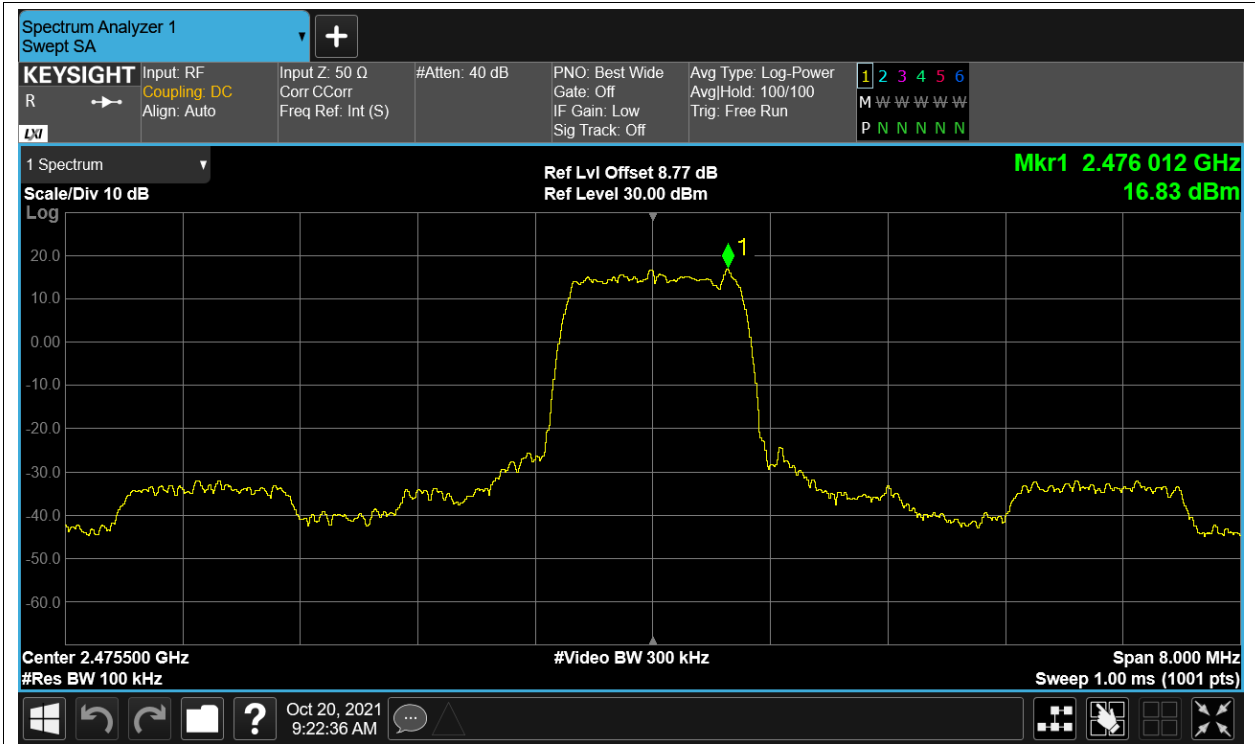 Spectrum Analyzer 1
Swept SA
KEYSIGHT
R
LXI
Input: RF
Coupling: DC
Align: Auto
Input Z: 50 Ω
Corr CCorr
Freq Ref: Int (S)
#Atten: 40 dB
PNO: Best Wide
Gate: Off
IF Gain: Low
Sig Track: Off
Avg Type: Log-Power
Avg|Hold: 100/100
Trig: Free Run
1 2 3 4 5 6
M W W W W W
P N N N N N
1 Spectrum
Scale/Div 10 dB
Log
Ref Lvl Offset 8.77 dB
Ref Level 30.00 dBm
Mkr1 2.476 012 GHz
16.83 dBm
1
20.0
10.0
0.00
-10.0
-20.0
-30.0
-40.0
-50.0
-60.0
Center 2.475500 GHz
#Video BW 300 kHz
Span 8.000 MHz
#Res BW 100 kHz
Sweep 1.00 ms (1001 pts)
?
Oct 20, 2021
9:22:36 AM